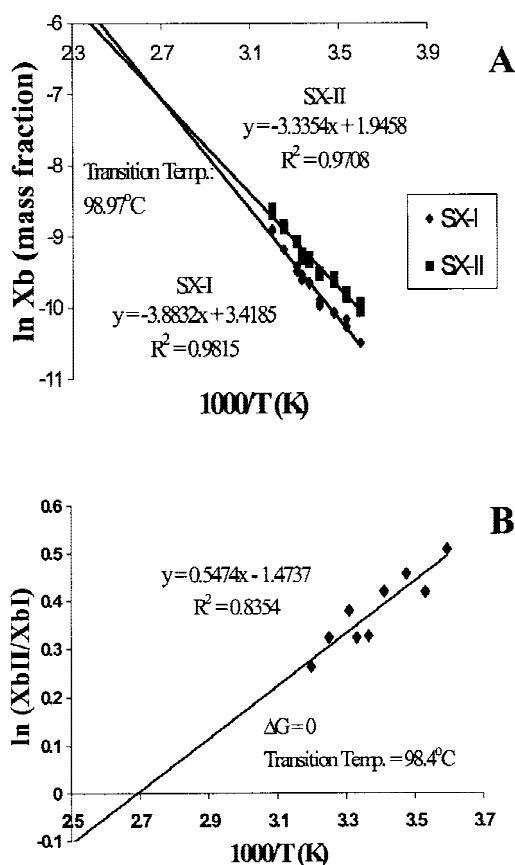 A
ln Xb (mass fraction)
-6
2.3 2.7 3.1 3.5 3.9
-7
-8
-9
-10
-11
SX-II
y=-3.3354x+1.9458
R² = 0.9708
Transition Temp.:
98.97°C
SX-I
y=-3.8832x+3.4185
R² = 0.9815
SX-I
SX-II
1000/T (K)
B
ln (XbII/XbI)
0.6
0.5
0.4
0.3
0.2
0.1
0
-0.1
y=0.5474x-1.4737
R² = 0.8354
ΔG=0
Transition Temp. = 98.4°C
2.5 2.7 2.9 3.1 3.3 3.5 3.7
1000/T (K)